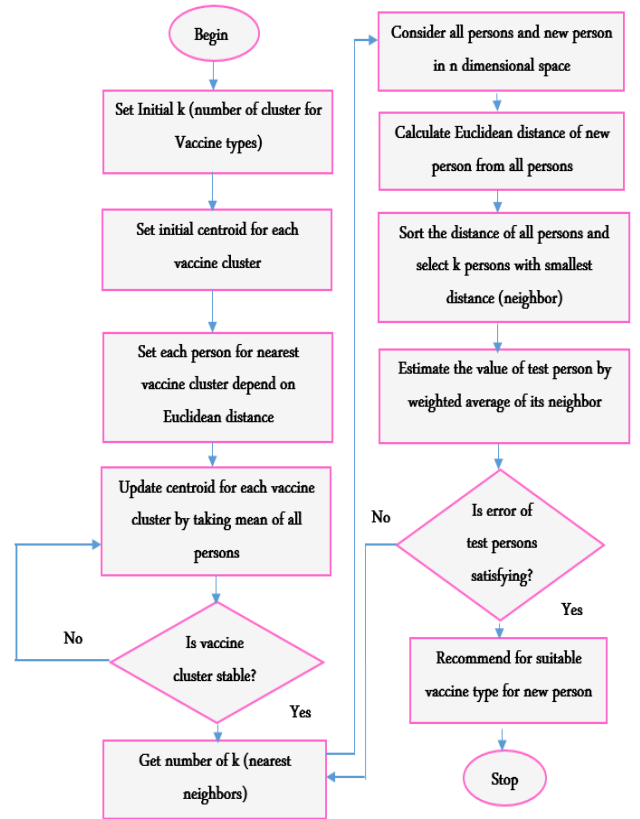 Begin
Set Initial k (number of cluster for
Vaccine types)
Set initial centroid for each
vaccine cluster
Set each person for nearest
vaccine cluster depend on
Euclidean distance
Update centroid for each vaccine
cluster by taking mean of all
persons
No
Is vaccine
cluster stable?
Yes
Get number of k (nearest
neighbors)
Consider all persons and new person
in n dimensional space
Calculate Euclidean distance of new
person from all persons
Sort the distance of all persons and
select k persons with smallest
distance (neighbor)
Estimate the value of test person by
weighted average of its neighbor
No
Is error of
test persons
satisfying?
Yes
Recommend for suitable
vaccine type for new person
Stop